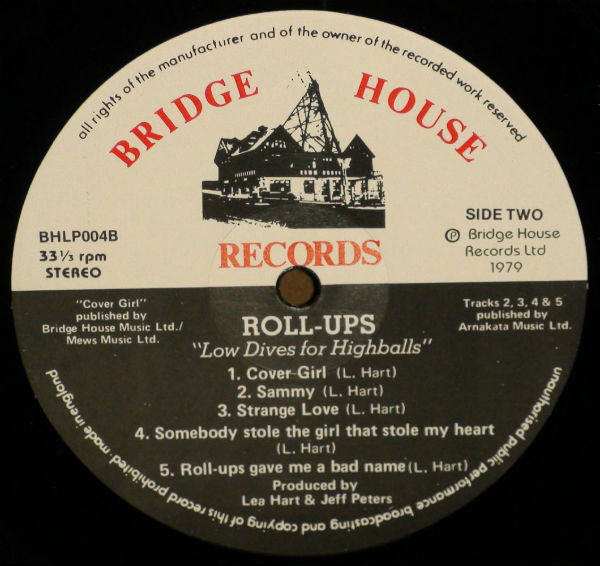 all rights of the manufacturer and of the owner of the recorded work reserved
BRIDGE HOUSE
RECORDS
BHLP004B
33⅓ rpm
STEREO
SIDE TWO
℗ Bridge House
Records Ltd
1979
"Cover Girl"
published by
Bridge House Music Ltd./
Mews Music Ltd.
Tracks 2, 3, 4 & 5
published by
Arnakata Music Ltd.
ROLL-UPS
"Low Dives for Highballs"
1. Cover Girl (L. Hart)
2. Sammy (L. Hart)
3. Strange Love (L. Hart)
4. Somebody stole the girl that stole my heart
(L. Hart)
5. Roll-ups gave me a bad name (L. Hart)
Produced by
Lea Hart & Jeff Peters
unauthorised public performance broadcasting and copying of this record prohibited made in england